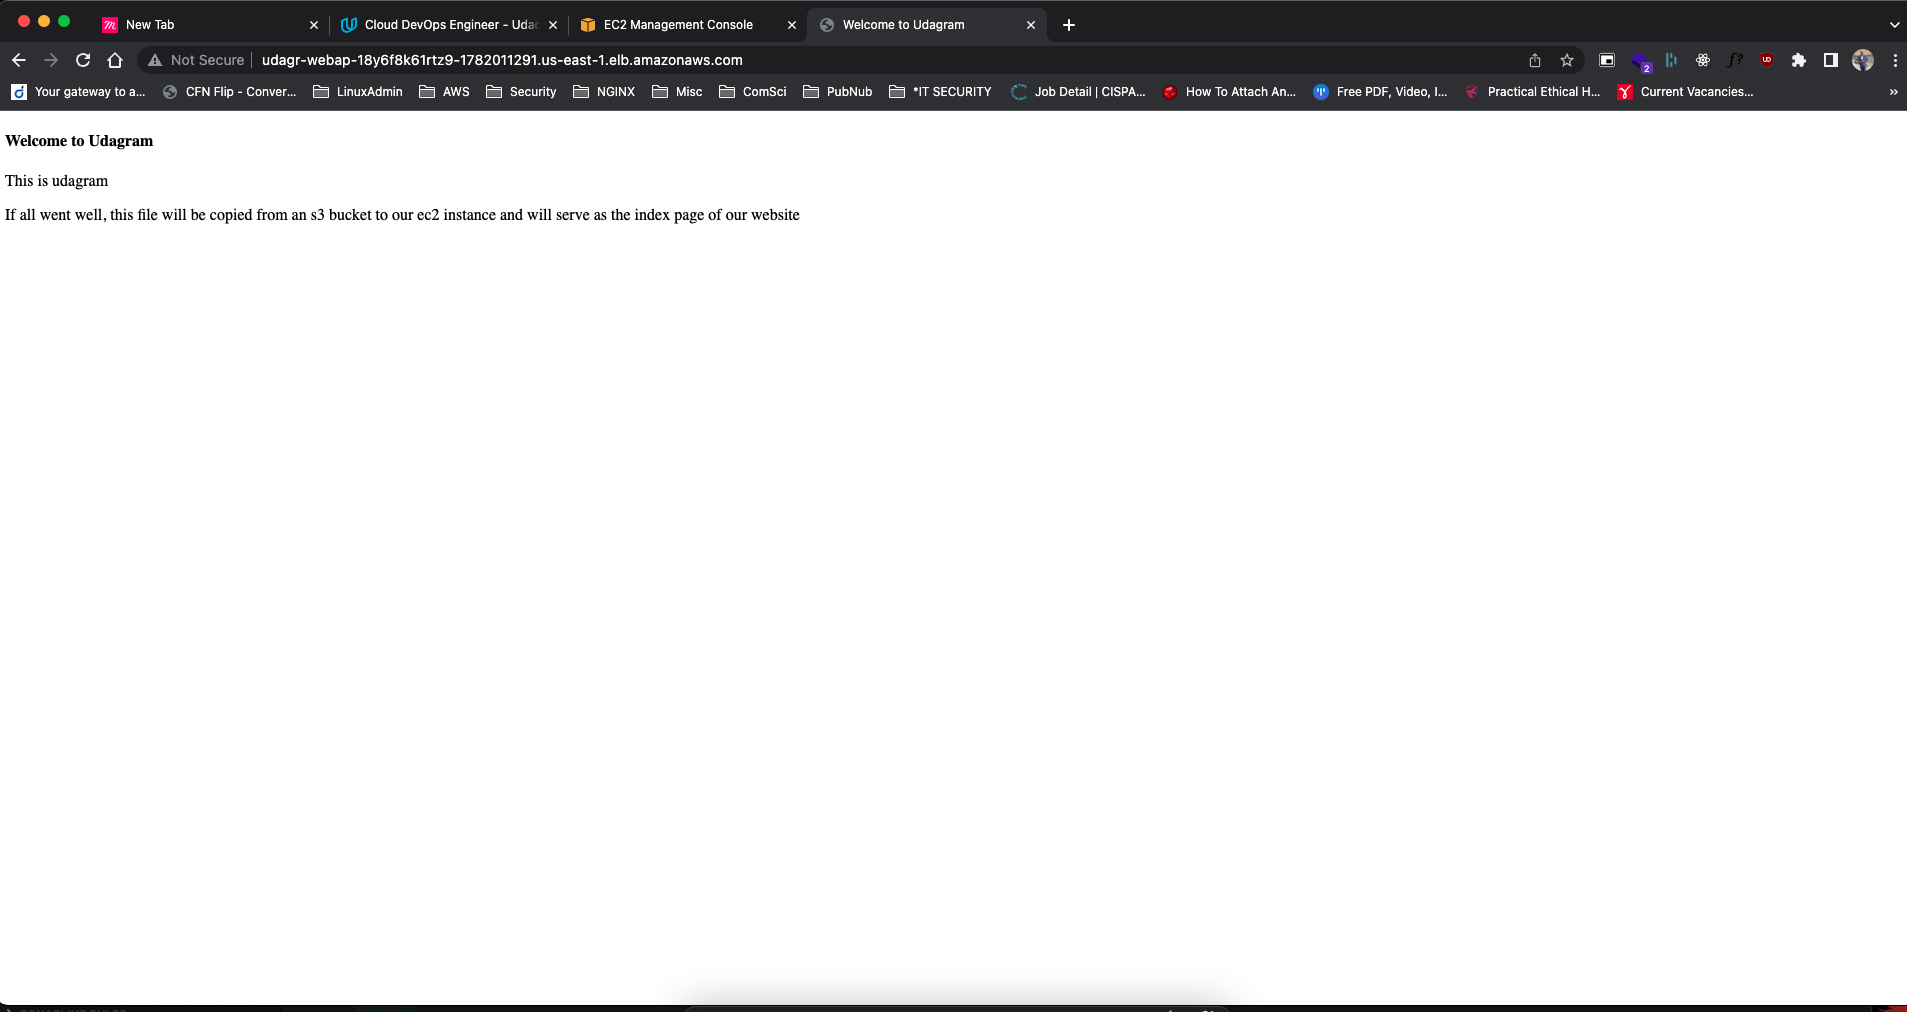 New Tab
Cloud DevOps Engineer - Udac
EC2 Management Console
Welcome to Udagram
Not Secure
udagr-webap-18y6f8k61rtz9-1782011291.us-east-1.elb.amazonaws.com
f?
2
UD
Your gateway to a...
CFN Flip - Conver...
LinuxAdmin
AWS
Security
NGINX
Misc
ComSci
PubNub
*IT SECURITY
Job Detail | CISPA...
How To Attach An...
Free PDF, Video, I...
Practical Ethical H...
Current Vacancies...
»
Welcome to Udagram
This is udagram
If all went well, this file will be copied from an s3 bucket to our ec2 instance and will serve as the index page of our website